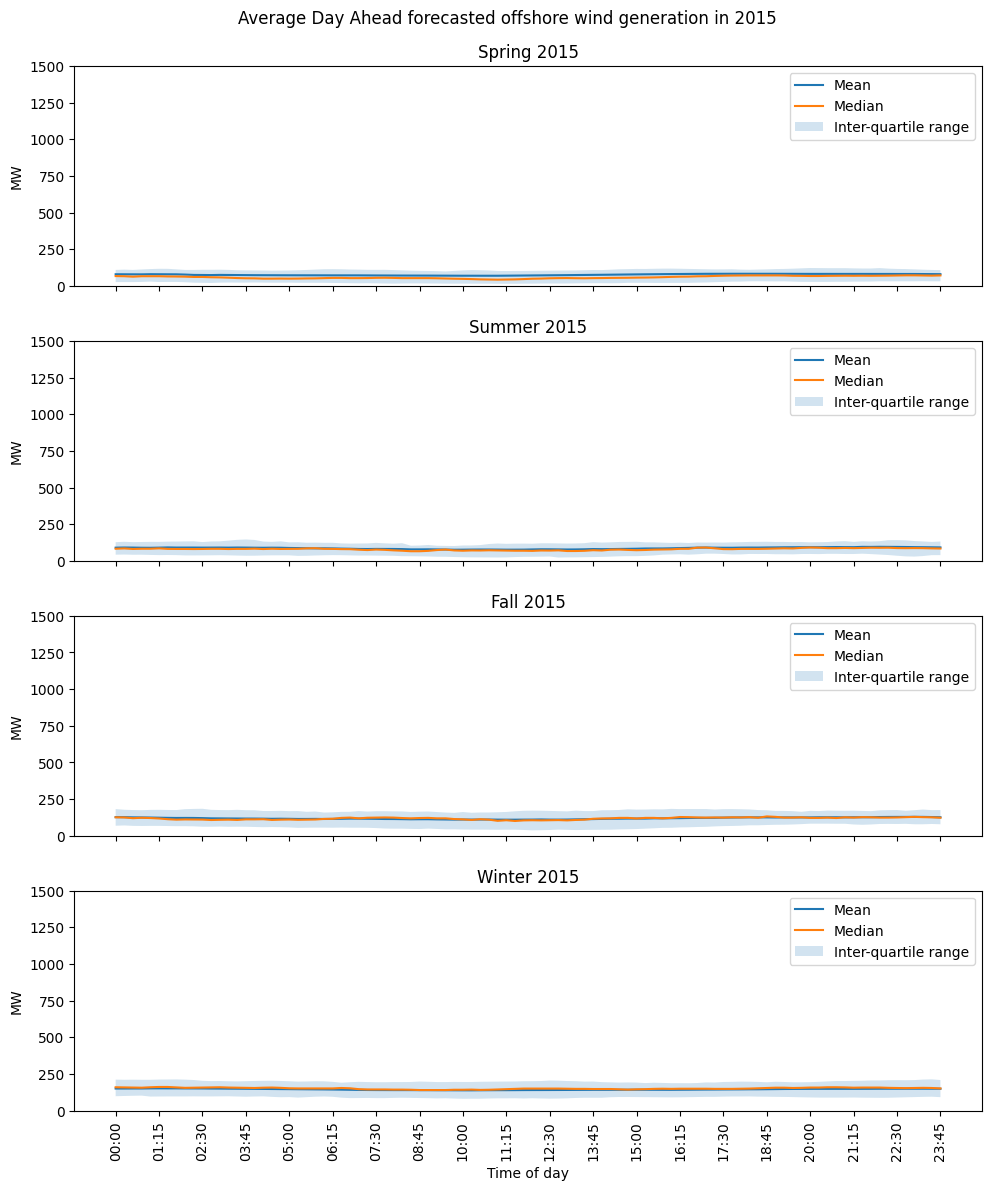 Average Day Ahead forecasted offshore wind generation in 2015
Spring 2015
1500
1250
1000
750
500
250
0
MW
Mean
Median
Inter-quartile range
Summer 2015
1500
1250
1000
750
500
250
0
MW
Mean
Median
Inter-quartile range
Fall 2015
1500
1250
1000
750
500
250
0
MW
Mean
Median
Inter-quartile range
Winter 2015
1500
1250
1000
750
500
250
0
MW
Mean
Median
Inter-quartile range
00:00
01:15
02:30
03:45
05:00
06:15
07:30
08:45
10:00
11:15
12:30
13:45
15:00
16:15
17:30
18:45
20:00
21:15
22:30
23:45
Time of day